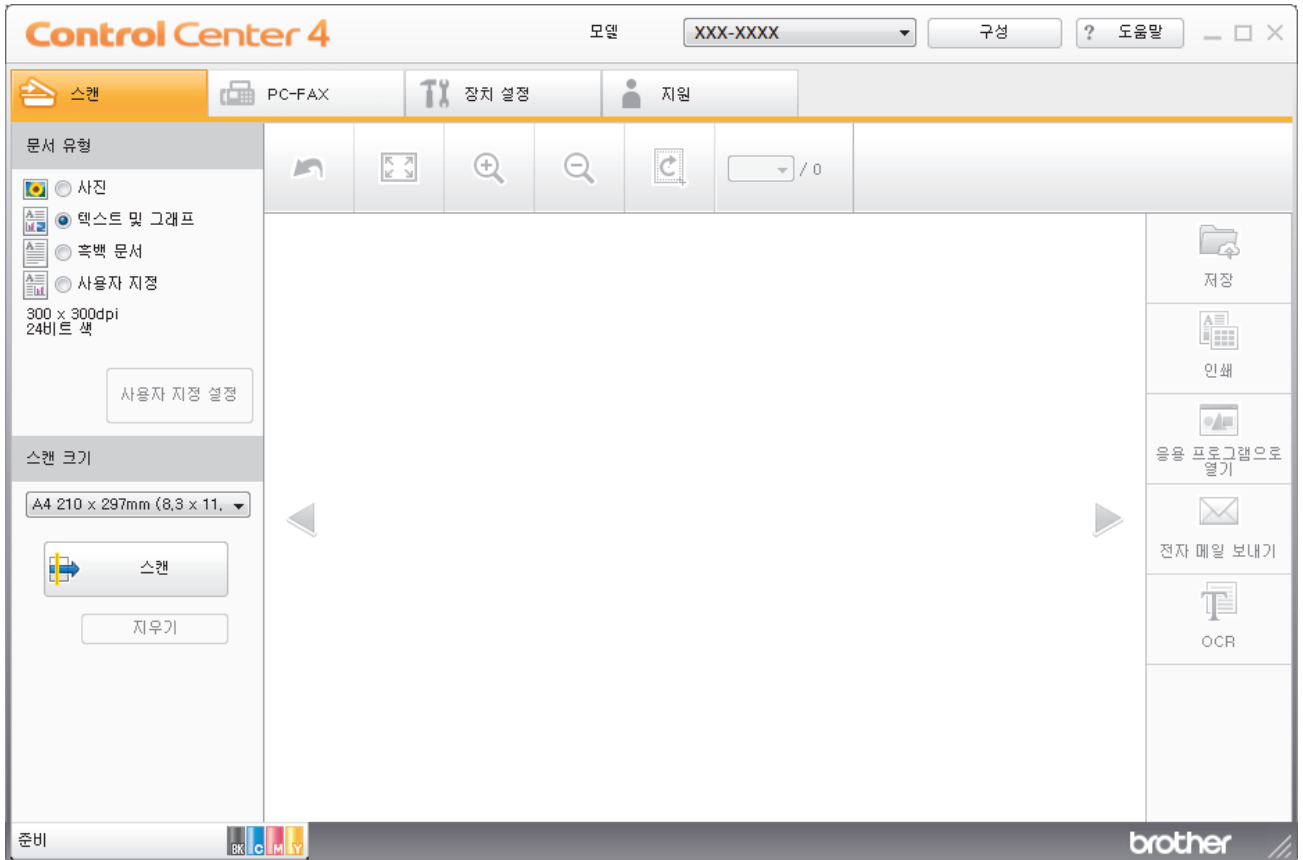 Control Center 4
모델
XXX-XXXX
구성
? 도움말
스캔
PC-FAX
장치 설정
지원
문서 유형
사진
텍스트 및 그래프
흑백 문서
사용자 지정
300 x 300dpi
24비트 색
사용자 지정 설정
/ 0
스캔 크기
A4 210 x 297mm (8,3 x 11,
스캔
지우기
저장
인쇄
응용 프로그램으로
열기
전자 메일 보내기
OCR
준비
BK C M Y
brother